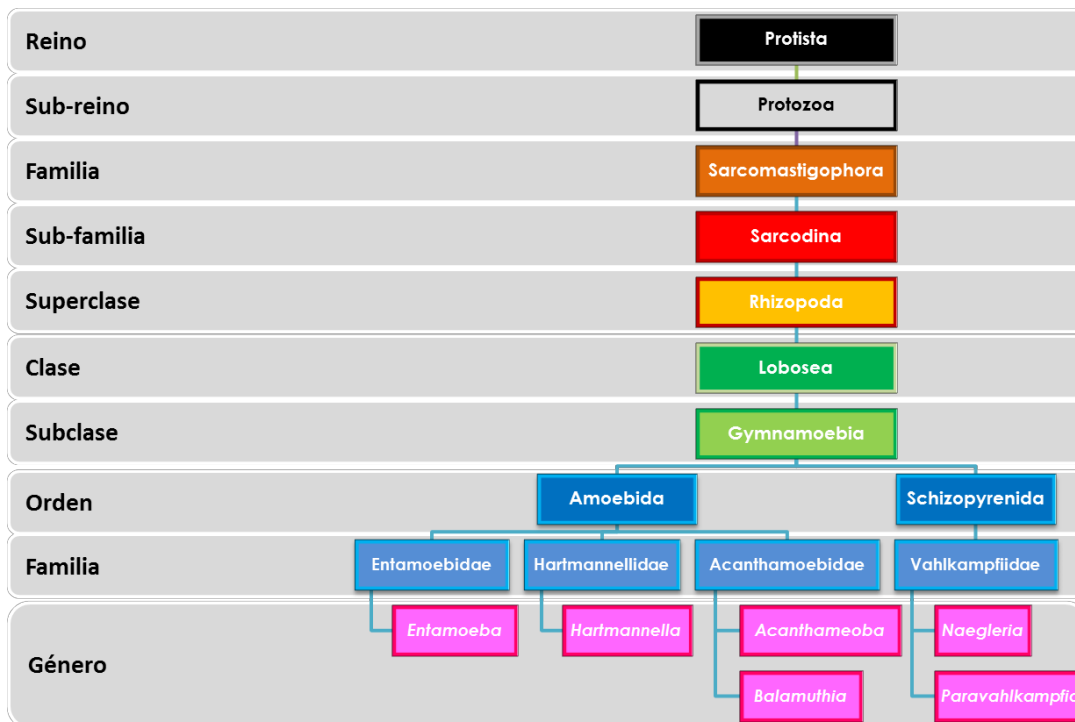 Reino
Protista
Sub-reino
Protozoa
Familia
Sarcomastigophora
Sub-familia
Sarcodina
Superclase
Rhizopoda
Clase
Lobosea
Subclase
Gymnamoebia
Orden
Amoebida Schizopyrenida
Familia
Entamoebidae Hartmannellidae Acanthamoebidae Vahlkampfiidae
Género
Entamoeba Hartmannella Acanthameoba Naegleria
Balamuthia Paravahlkampfia